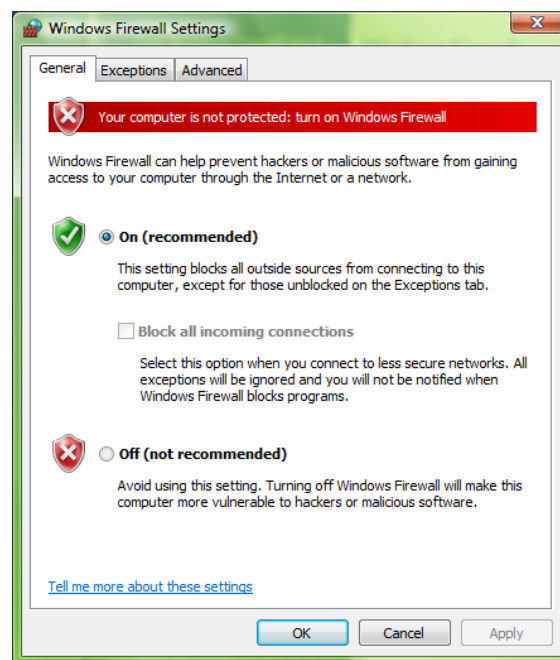 Windows Firewall Settings
General
Exceptions
Advanced
Your computer is not protected: turn on Windows Firewall
Windows Firewall can help prevent hackers or malicious software from gaining
access to your computer through the Internet or a network.
On (recommended)
This setting blocks all outside sources from connecting to this
computer, except for those unblocked on the Exceptions tab.
Block all incoming connections
Select this option when you connect to less secure networks. All
exceptions will be ignored and you will not be notified when
Windows Firewall blocks programs.
Off (not recommended)
Avoid using this setting. Turning off Windows Firewall will make this
computer more vulnerable to hackers or malicious software.
Tell me more about these settings
OK
Cancel
Apply